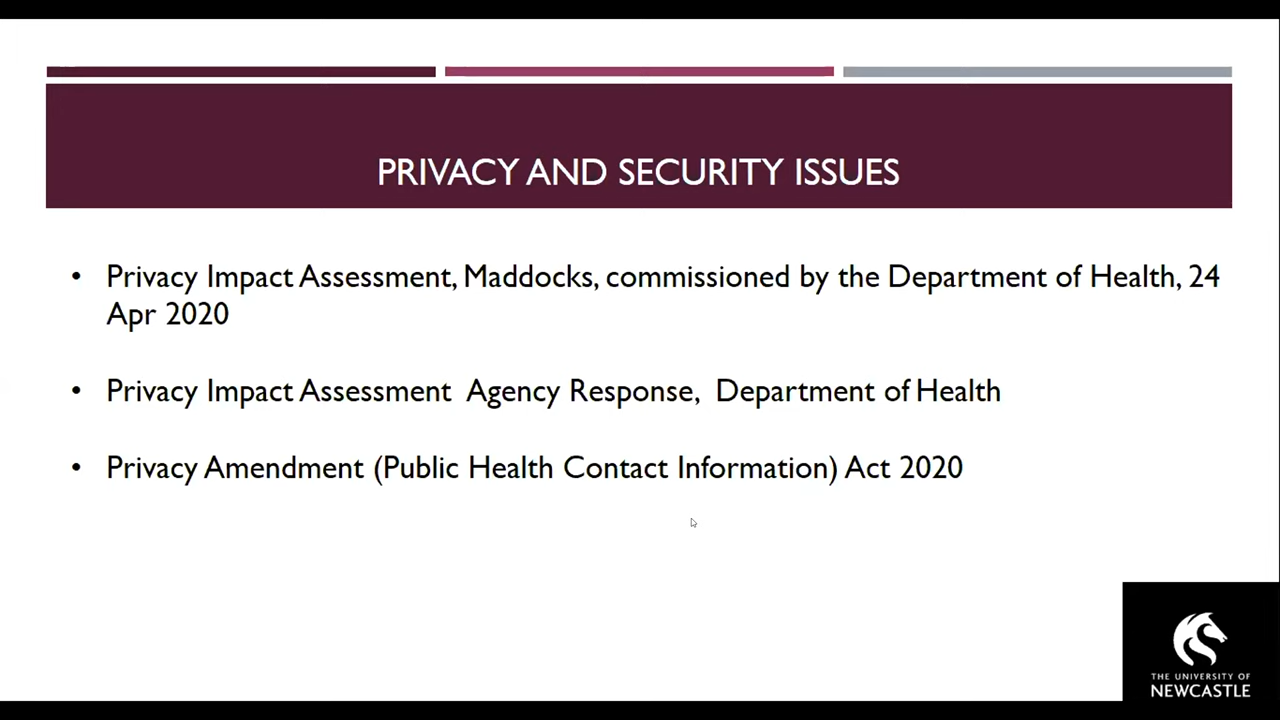 PRIVACY AND SECURITY ISSUES
• Privacy Impact Assessment, Maddocks, commissioned by the Department of Health, 24
Apr 2020
• Privacy Impact Assessment Agency Response, Department of Health
• Privacy Amendment (Public Health Contact Information) Act 2020
THE UNIVERSITY OF
NEWCASTLE